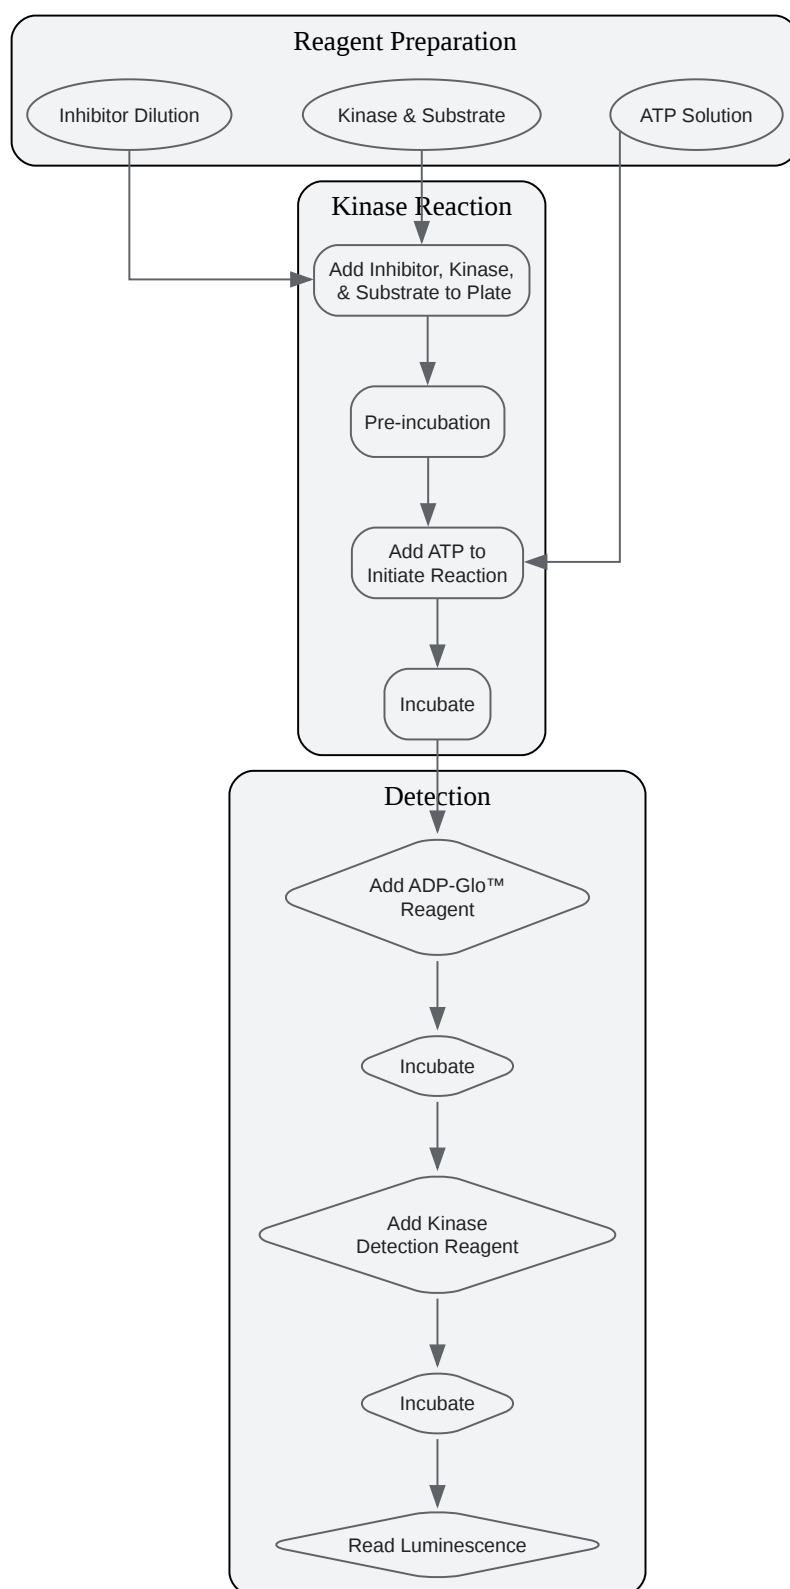 Reagent Preparation
Inhibitor Dilution
Kinase & Substrate
ATP Solution
Kinase Reaction
Add Inhibitor, Kinase,
& Substrate to Plate
Pre-incubation
Add ATP to
Initiate Reaction
Incubate
Detection
Add ADP-Glo™
Reagent
Incubate
Add Kinase
Detection Reagent
Incubate
Read Luminescence